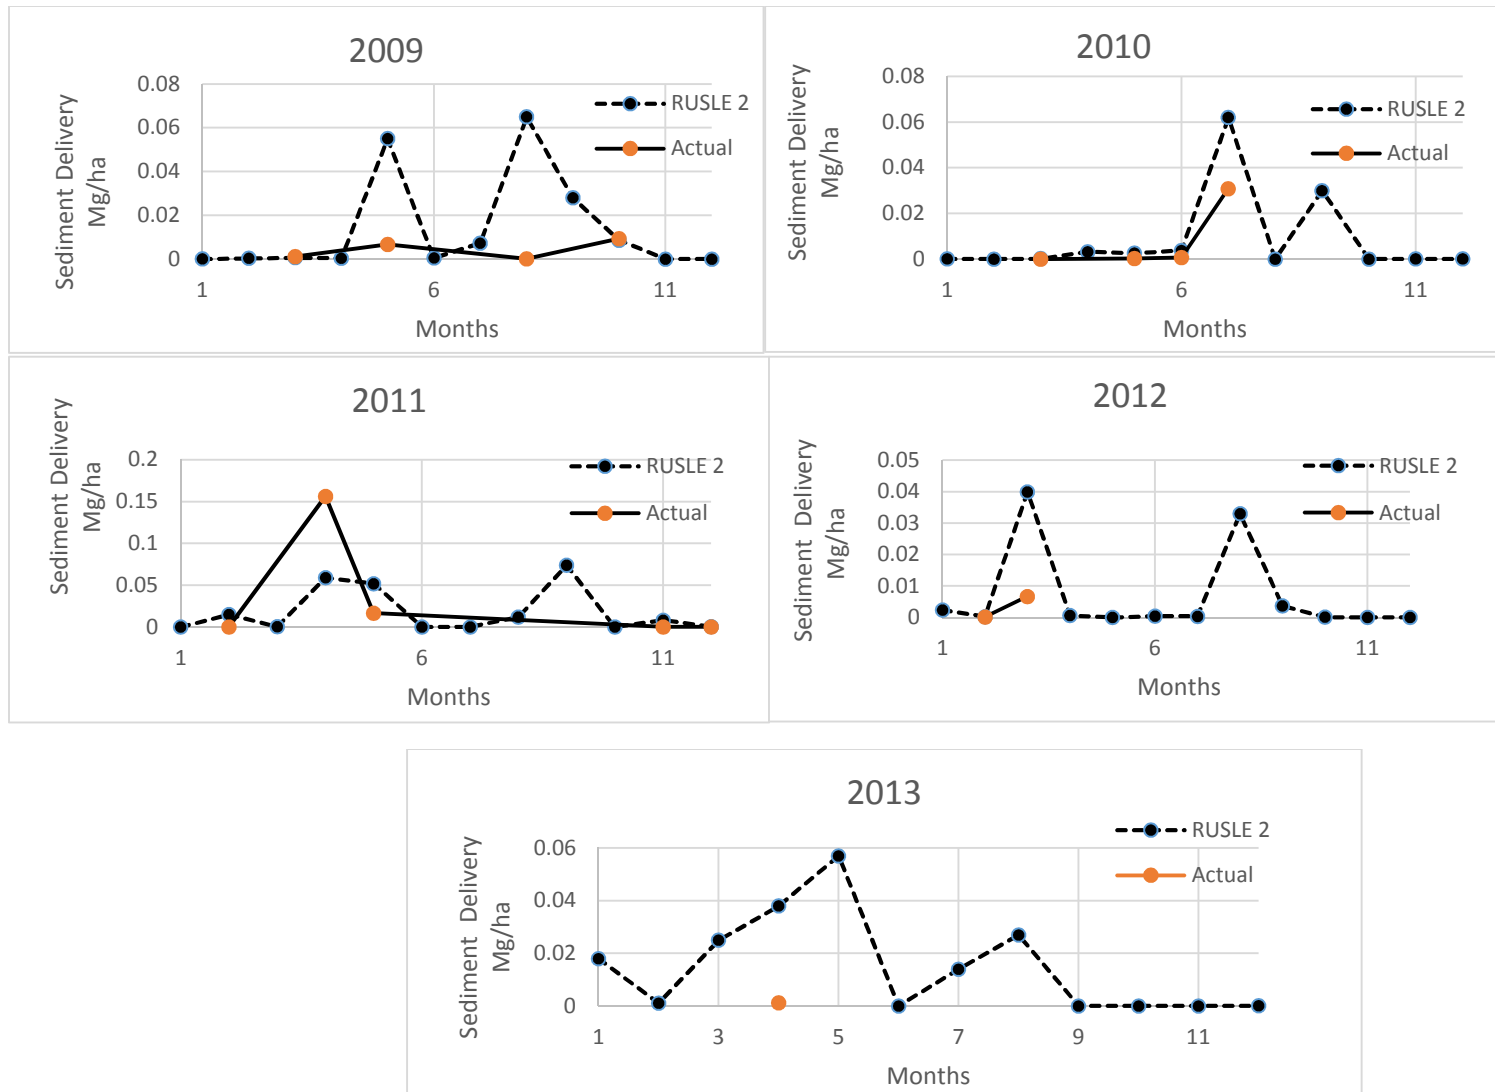 2009
Sediment Delivery
Mg/ha
0.08
0.06
0.04
0.02
0
1
6
11
Months
RUSLE 2
Actual
2010
Sediment Delivery
Mg/ha
0.08
0.06
0.04
0.02
0
1
6
11
Months
RUSLE 2
Actual
2011
Sediment Delivery
Mg/ha
0.2
0.15
0.1
0.05
0
1
6
11
Months
RUSLE 2
Actual
2012
Sediment Delivery
Mg/ha
0.05
0.04
0.03
0.02
0.01
0
1
6
11
Months
RUSLE 2
Actual
2013
Sediment Delivery
Mg/ha
0.06
0.04
0.02
0
1
3
5
7
9
11
Months
RUSLE 2
Actual